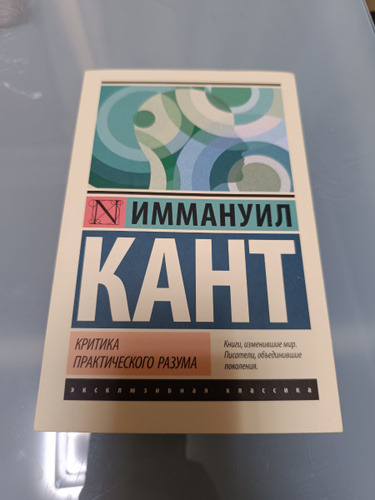 N ИММАНУИЛ
КАНТ
КРИТИКА
ПРАКТИЧЕСКОГО РАЗУМА
Книги, изменившие мир.
Писатели, объединившие
поколения.
эксклюзивная классика